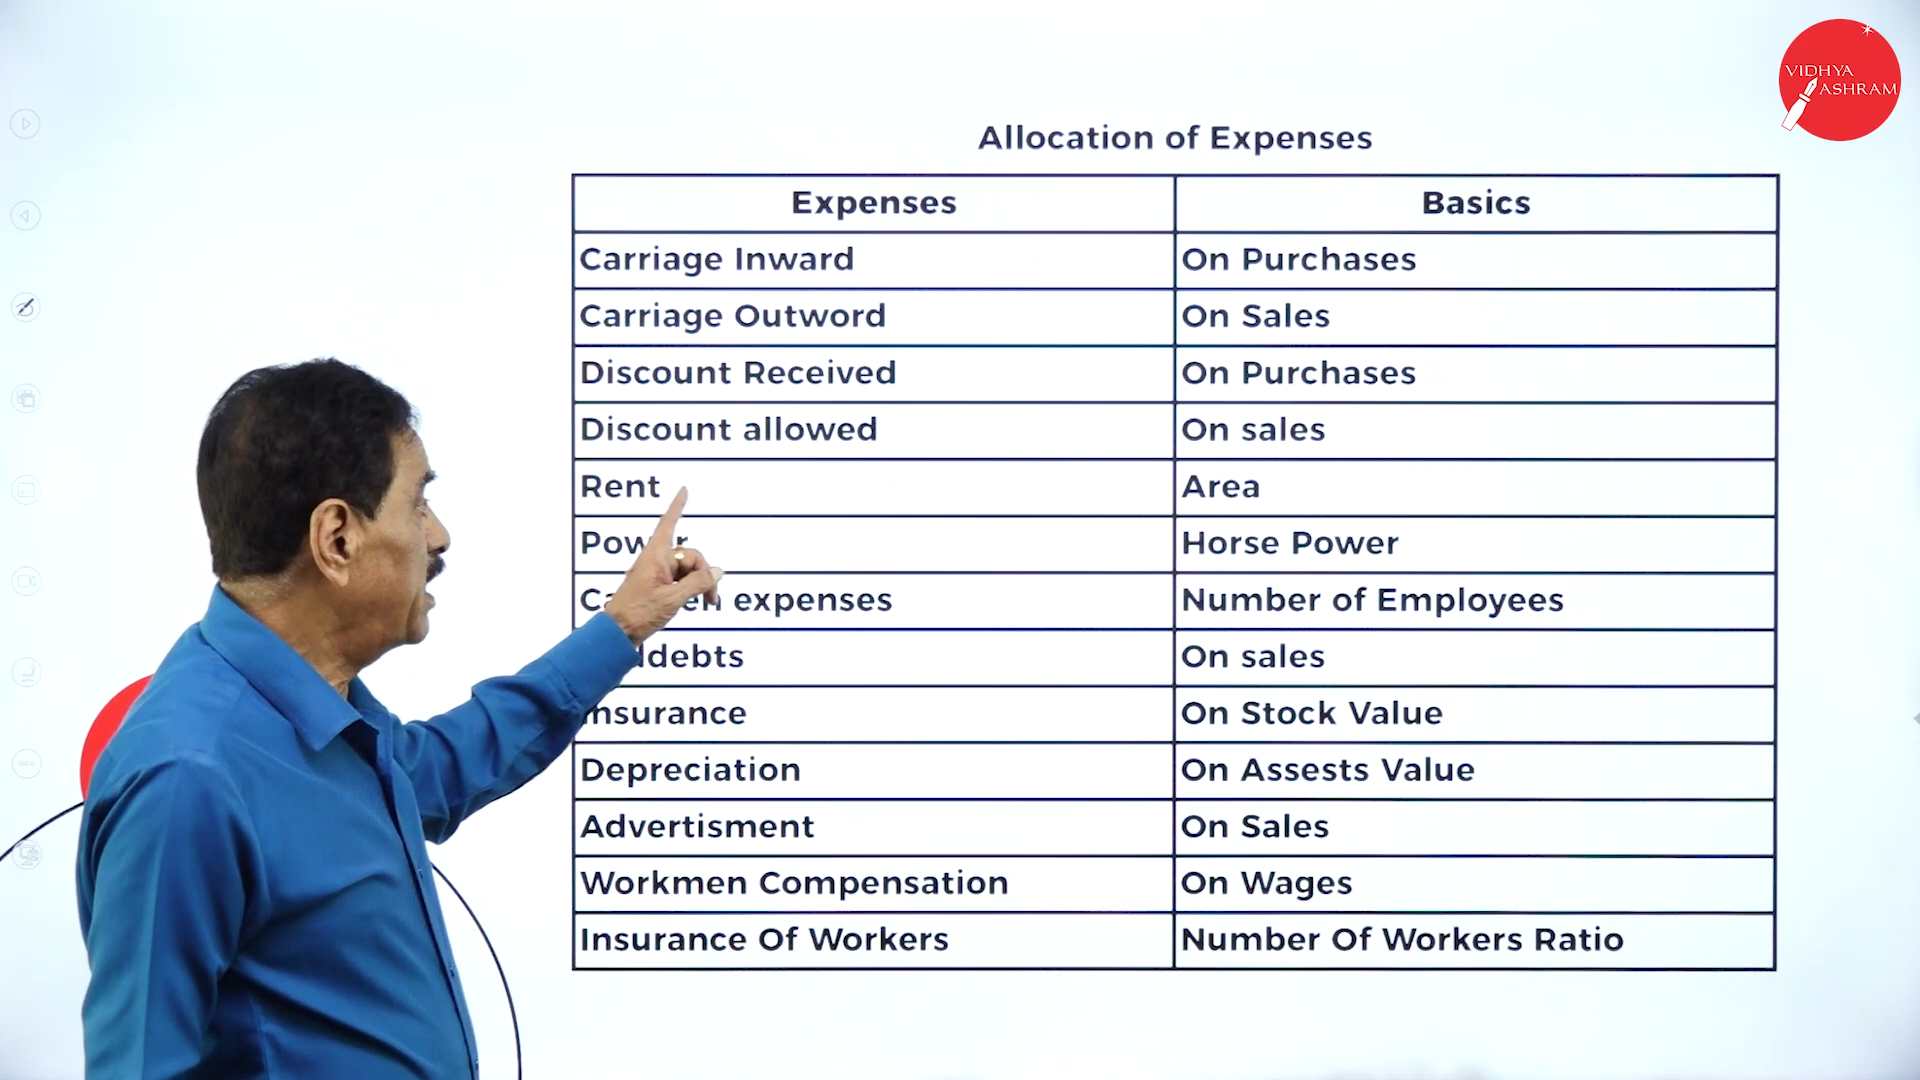 VIDHYA
ASHRAM
Allocation of Expenses
Expenses Basics
Carriage Inward On Purchases
Carriage Outword On Sales
Discount Received On Purchases
Discount allowed On sales
Rent Area
Horse Power
expenses Number of Employees
On sales
Insurance On Stock Value
Depreciation On Assests Value
Advertisment On Sales
Workmen Compensation On Wages
Insurance Of Workers Number Of Workers Ratio